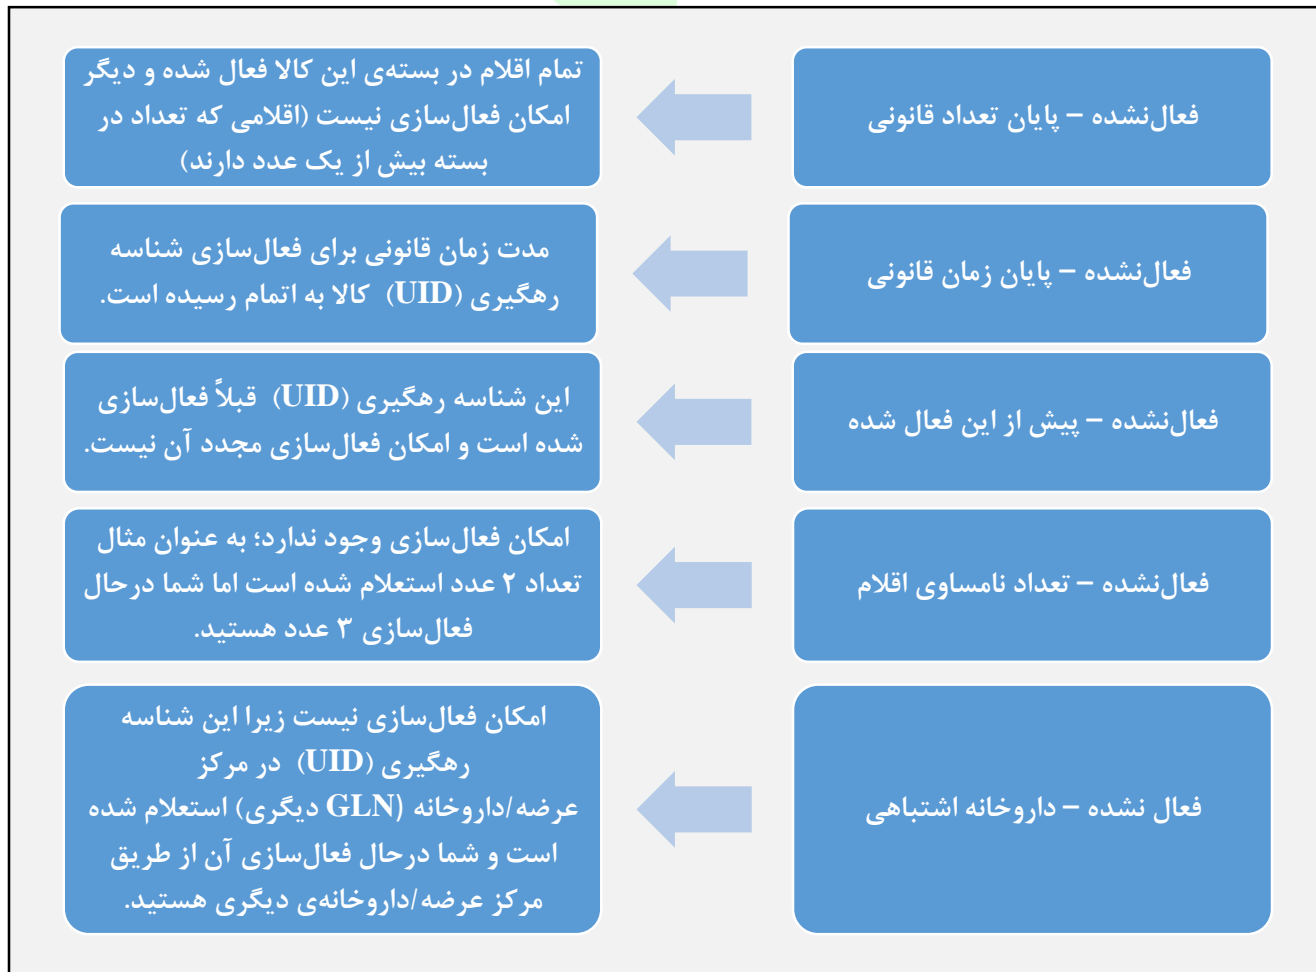 فعال‌نشده – پایان تعداد قانونی
تمام اقلام در بسته‌ی این کالا فعال شده و دیگر
امکان فعال‌سازی نیست (اقلامی که تعداد در
بسته بیش از یک عدد دارند)
فعال‌نشده – پایان زمان قانونی
مدت زمان قانونی برای فعال‌سازی شناسه
رهگیری (UID) کالا به اتمام رسیده است.
فعال‌نشده – پیش از این فعال شده
این شناسه رهگیری (UID) قبلاً فعال‌سازی
شده است و امکان فعال‌سازی مجدد آن نیست.
فعال‌نشده – تعداد نامساوی اقلام
امکان فعال‌سازی وجود ندارد؛ به عنوان مثال
تعداد ۲ عدد استعلام شده است اما شما درحال
فعال‌سازی ۳ عدد هستید.
فعال نشده – داروخانه اشتباهی
امکان فعال‌سازی نیست زیرا این شناسه
رهگیری (UID) در مرکز
عرضه/داروخانه (GLN دیگری) استعلام شده
است و شما درحال فعال‌سازی آن از طریق
مرکز عرضه/داروخانه‌ی دیگری هستید.